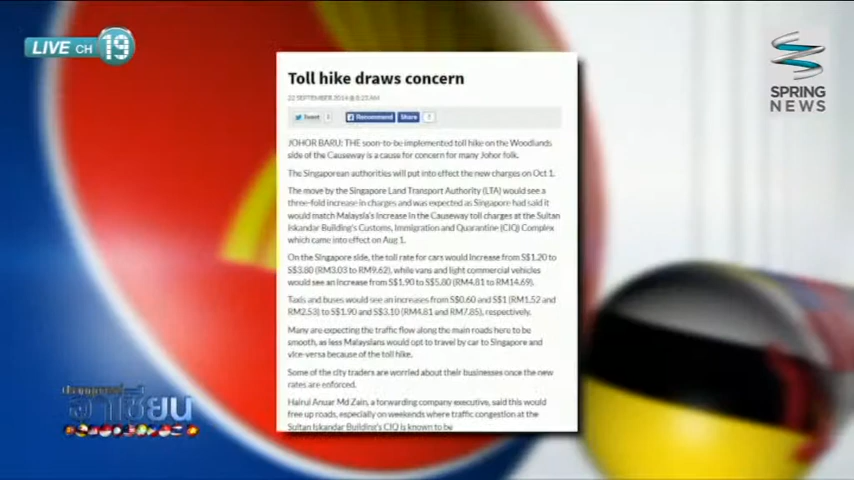 LIVE CH 19
SPRING
NEWS
Toll hike draws concern
22 SEPTEMBER 2014 @ 8:23 AM
Tweet
Recommend
Share
JOHOR BARU: THE soon-to-be implemented toll hike on the Woodlands
side of the Causeway is a cause for concern for many Johor folk.
The Singaporean authorities will put into effect the new charges on Oct 1.
The move by the Singapore Land Transport Authority (LTA) would see a
three-fold increase in charges and was expected as Singapore had said it
would match Malaysia's increase in the Causeway toll charges at the Sultan
Iskandar Building's Customs, Immigration and Quarantine (CIQ) Complex
which came into effect on Aug 1.
On the Singapore side, the toll rate for cars would increase from S$1.20 to
S$3.80 (RM3.03 to RM9.62), while vans and light commercial vehicles
would see an increase from S$1.90 to S$5.80 (RM4.81 to RM14.69).
Taxis and buses would see an increases from S$0.60 and S$1 (RM1.52 and
RM2.53) to S$1.90 and S$3.10 (RM4.81 and RM7.85), respectively.
Many are expecting the traffic flow along the main roads here to be
smooth, as less Malaysians would opt to travel by car to Singapore and
vice-versa because of the toll hike.
Some of the city traders are worried about their businesses once the new
rates are enforced.
Hairul Anuar Md Zain, a forwarding company executive, said this would
free up roads, especially on weekends where traffic congestion at the
Sultan Iskandar Building's CIQ is known to be
อาเซียน